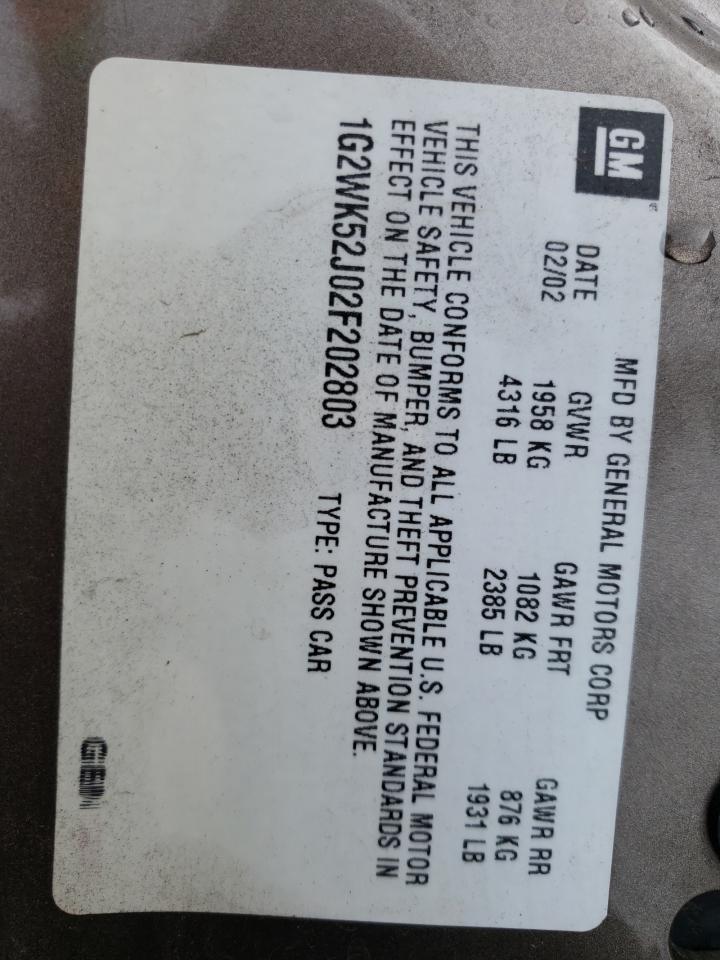 GM
MFD BY GENERAL MOTORS CORP
DATE GVWR GAWR FRT GAWR RR
02/02 1958 KG 1082 KG 876 KG
4316 LB 2385 LB 1931 LB
THIS VEHICLE CONFORMS TO ALL APPLICABLE U.S. FEDERAL MOTOR
VEHICLE SAFETY, BUMPER, AND THEFT PREVENTION STANDARDS IN
EFFECT ON THE DATE OF MANUFACTURE SHOWN ABOVE.
1G2WK52J02F202803 TYPE: PASS CAR